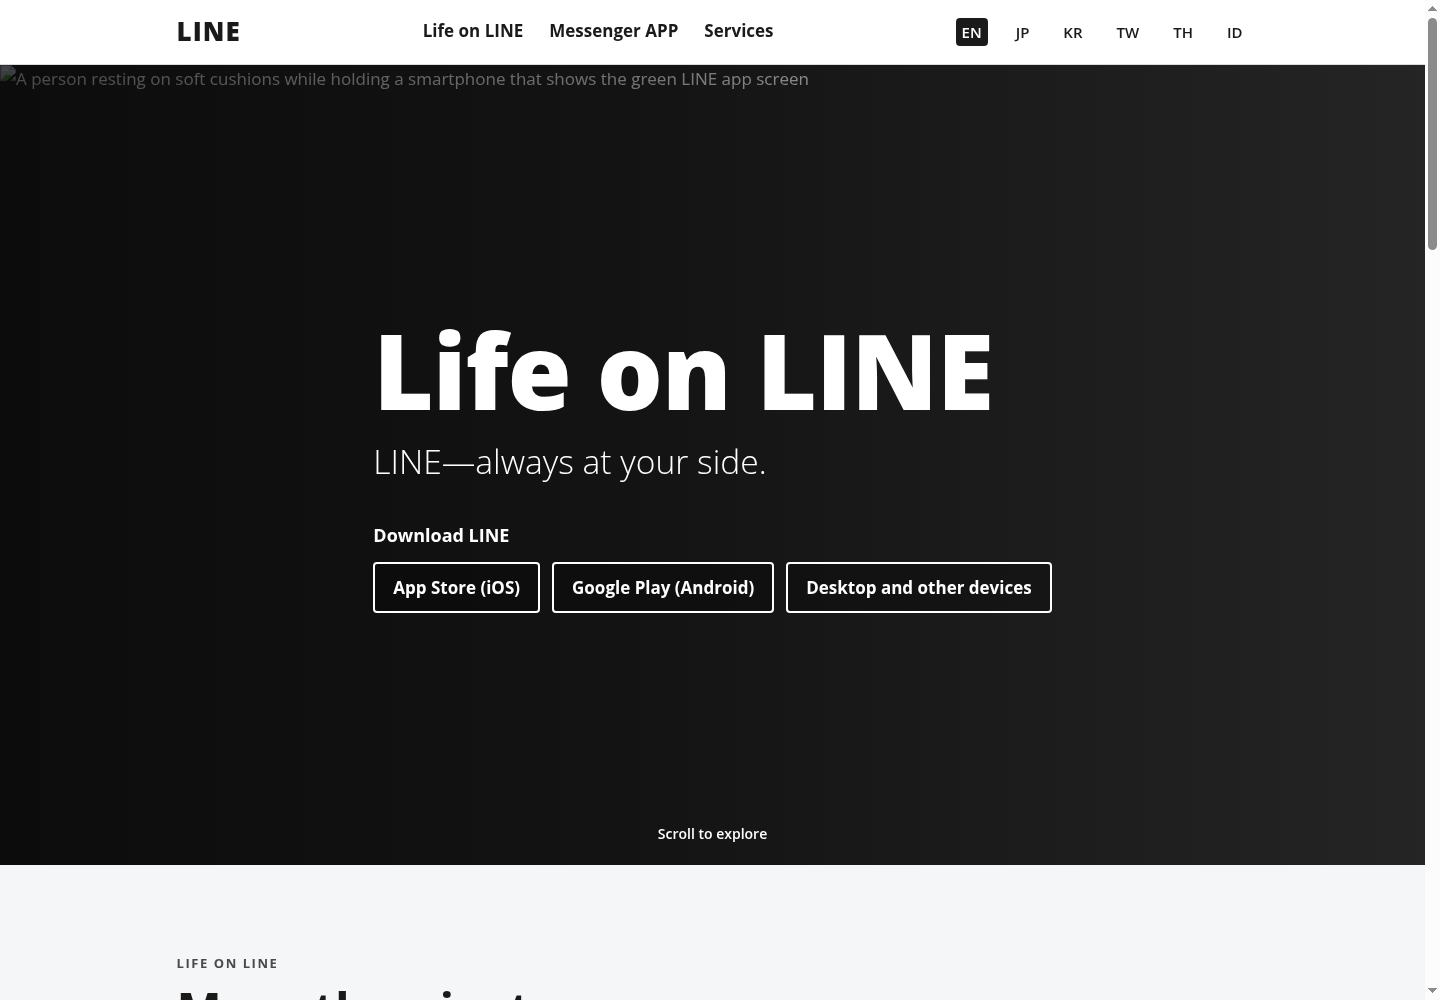 LINE
Life on LINE Messenger APP Services
EN JP KR TW TH ID
A person resting on soft cushions while holding a smartphone that shows the green LINE app screen
Life on LINE
LINE—always at your side.
Download LINE
App Store (iOS) Google Play (Android) Desktop and other devices
Scroll to explore
LIFE ON LINE